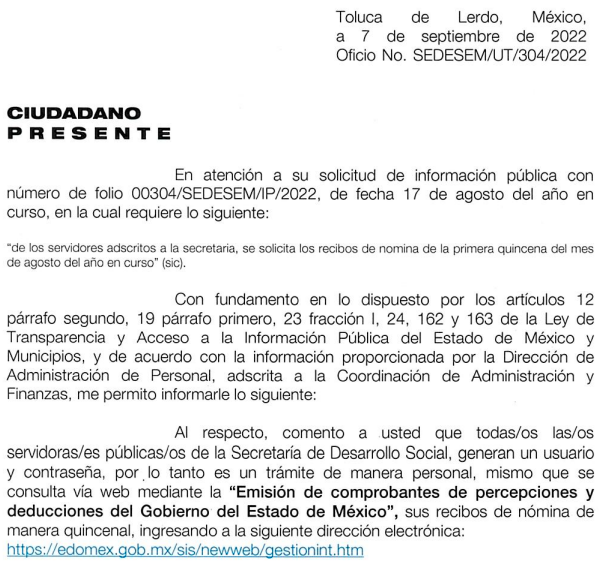 Toluca de Lerdo, México,
a 7 de septiembre de 2022
Oficio No. SEDESEM/UT/304/2022
CIUDADANO
PRESENTE
En atención a su solicitud de información pública con
número de folio 00304/SEDESEM/IP/2022, de fecha 17 de agosto del año en
curso, en la cual requiere lo siguiente:
“de los servidores adscritos a la secretaria, se solicita los recibos de nomina de la primera quincena del mes
de agosto del año en curso” (sic).
Con fundamento en lo dispuesto por los artículos 12
párrafo segundo, 19 párrafo primero, 23 fracción I, 24, 162 y 163 de la Ley de
Transparencia y Acceso a la Información Pública del Estado de México y
Municipios, y de acuerdo con la información proporcionada por la Dirección de
Administración de Personal, adscrita a la Coordinación de Administración y
Finanzas, me permito informarle lo siguiente:
Al respecto, comento a usted que todas/os las/os
servidoras/es públicas/os de la Secretaría de Desarrollo Social, generan un usuario
y contraseña, por lo tanto es un trámite de manera personal, mismo que se
consulta vía web mediante la “Emisión de comprobantes de percepciones y
deducciones del Gobierno del Estado de México”, sus recibos de nómina de
manera quincenal, ingresando a la siguiente dirección electrónica:
https://edomex.gob.mx/sis/newweb/gestionint.htm